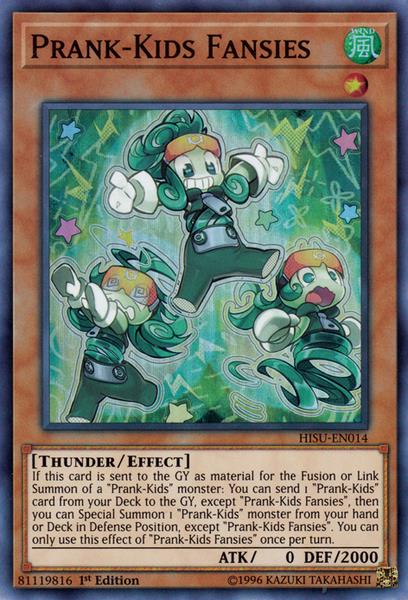 PRANK-KIDS FANSIES
WIND
風
HISU-EN014
[THUNDER/EFFECT]
If this card is sent to the GY as material for the Fusion or Link
Summon of a "Prank-Kids" monster: You can send 1 "Prank-Kids"
card from your Deck to the GY, except "Prank-Kids Fansies", then
you can Special Summon 1 "Prank-Kids" monster from your hand
or Deck in Defense Position, except "Prank-Kids Fansies". You can
only use this effect of "Prank-Kids Fansies" once per turn.
ATK/ 0 DEF/2000
81119816 1st Edition ©1996 KAZUKI TAKAHASHI